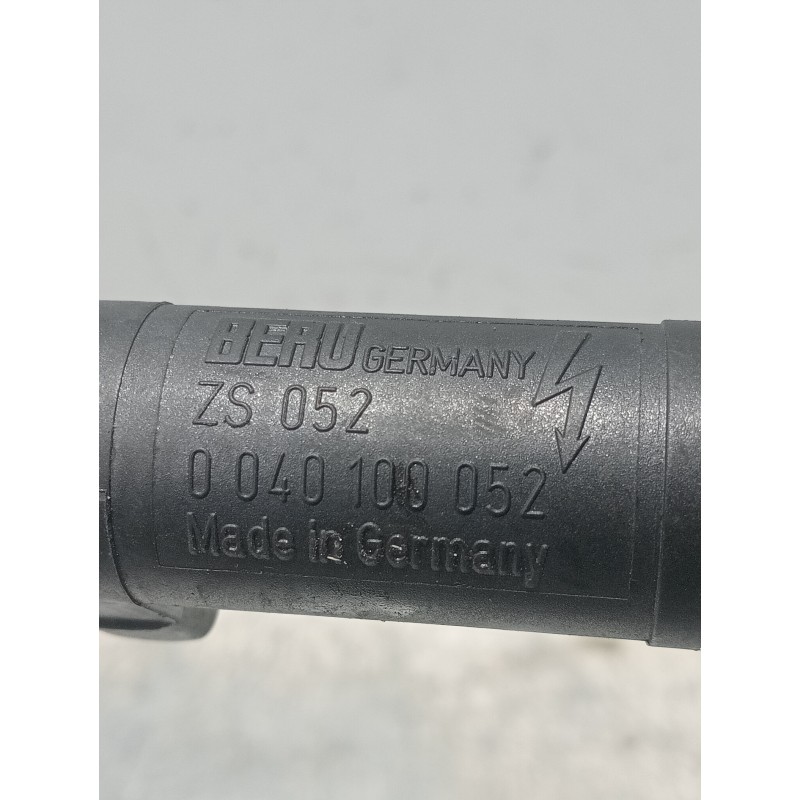 BERU GERMANY
ZS 052
0 040 100 052
Made in Germany